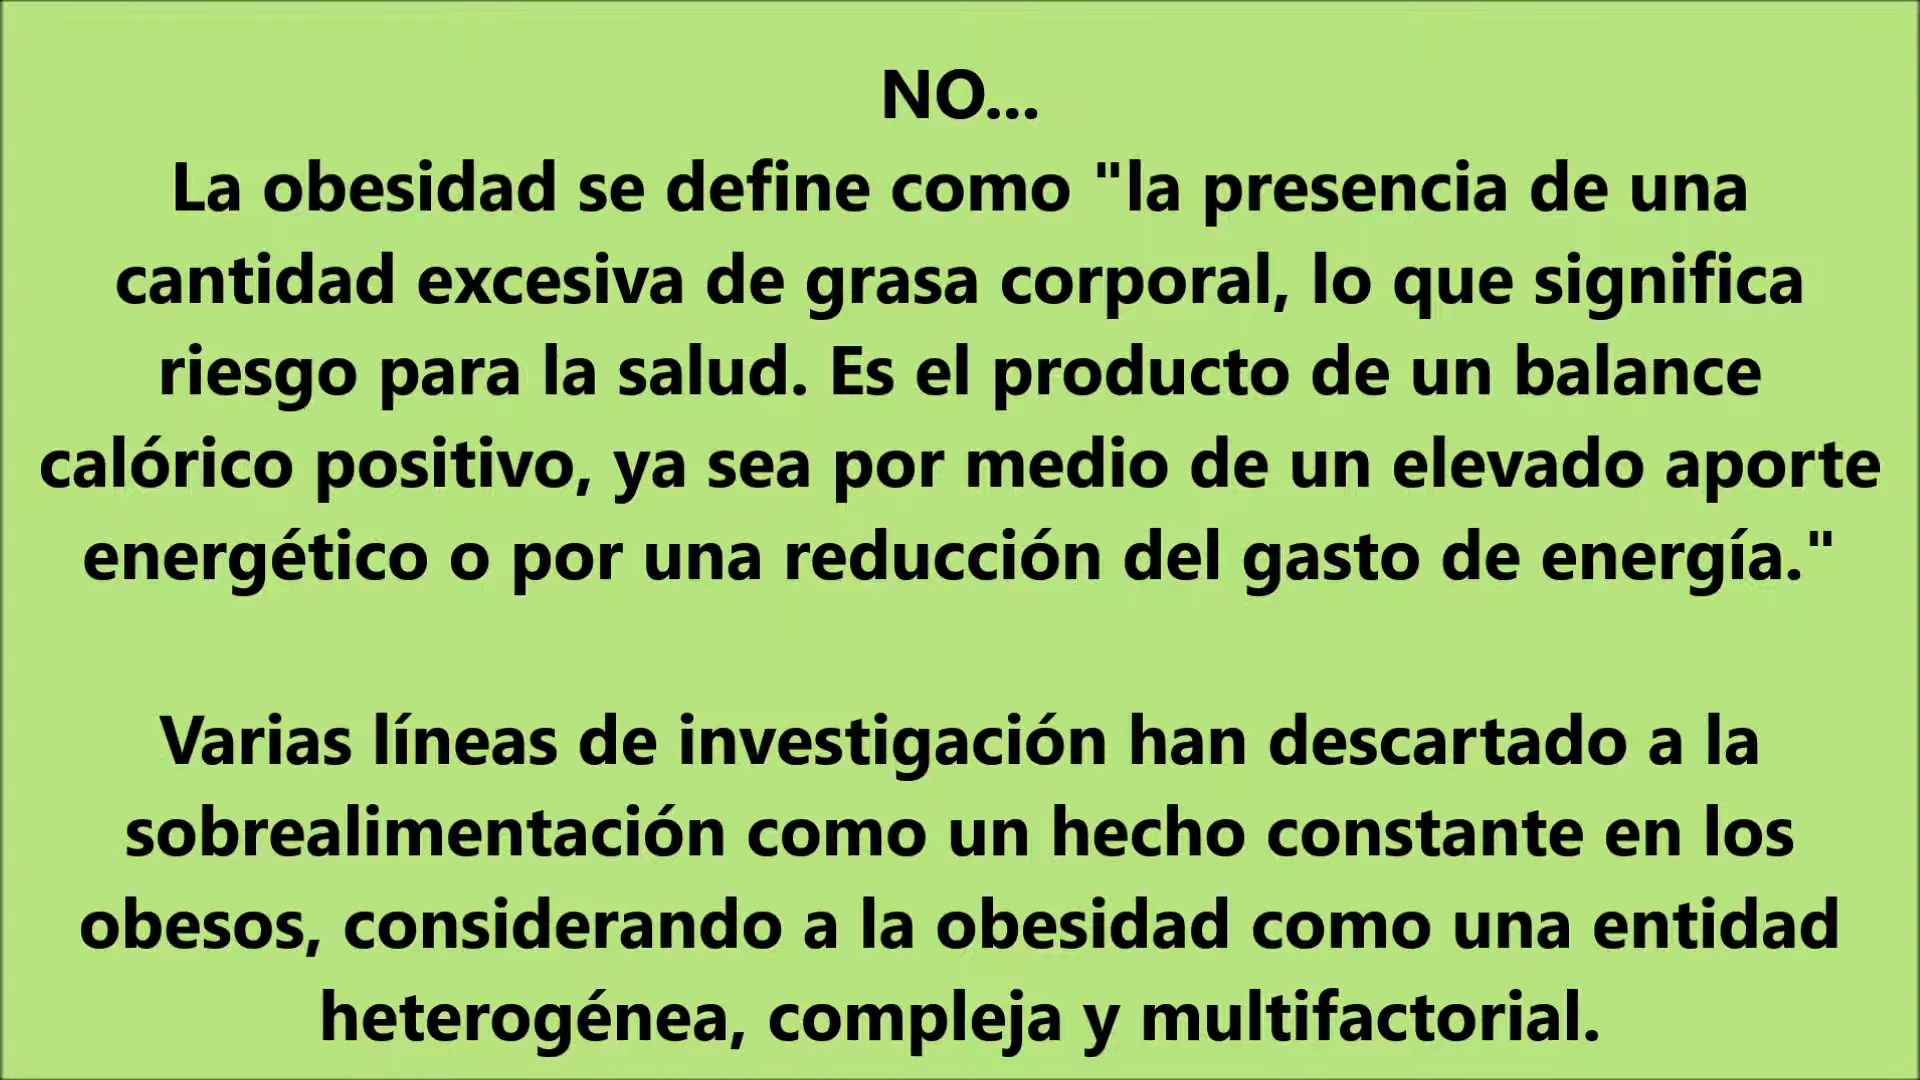 NO...
La obesidad se define como "la presencia de una
cantidad excesiva de grasa corporal, lo que significa
riesgo para la salud. Es el producto de un balance
calórico positivo, ya sea por medio de un elevado aporte
energético o por una reducción del gasto de energía."
Varias líneas de investigación han descartado a la
sobrealimentación como un hecho constante en los
obesos, considerando a la obesidad como una entidad
heterogénea, compleja y multifactorial.